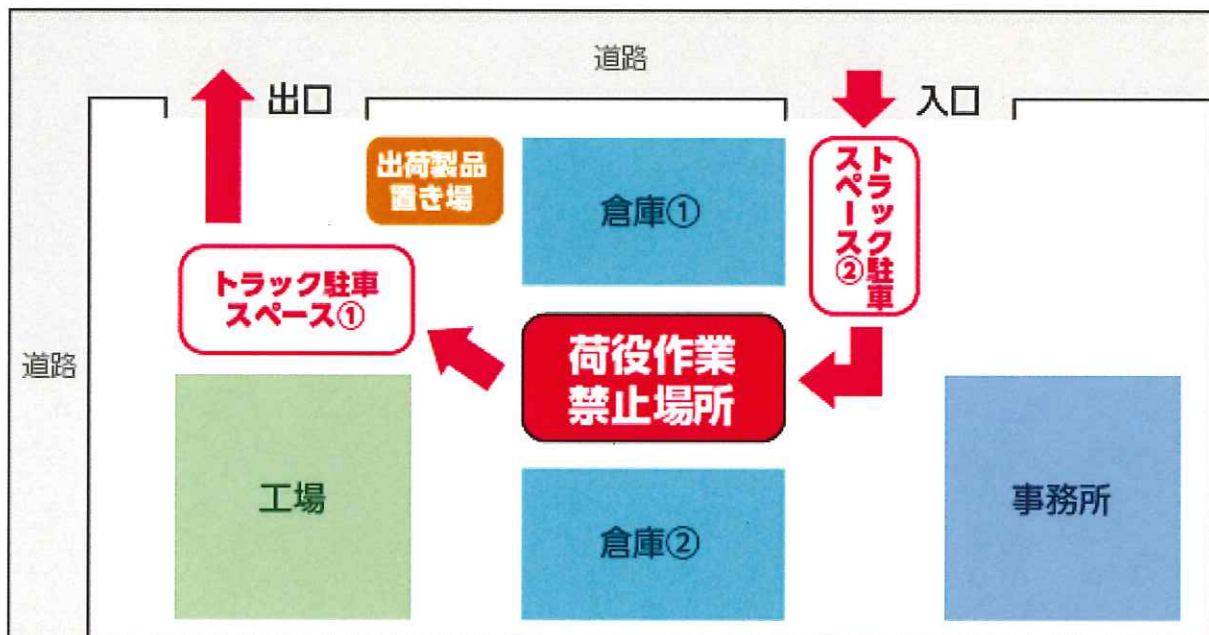 道路
出口
入口
出荷製品
置き場
倉庫①
トラック駐車
スペース②
トラック駐車
スペース①
荷役作業
禁止場所
道路
工場
倉庫②
事務所